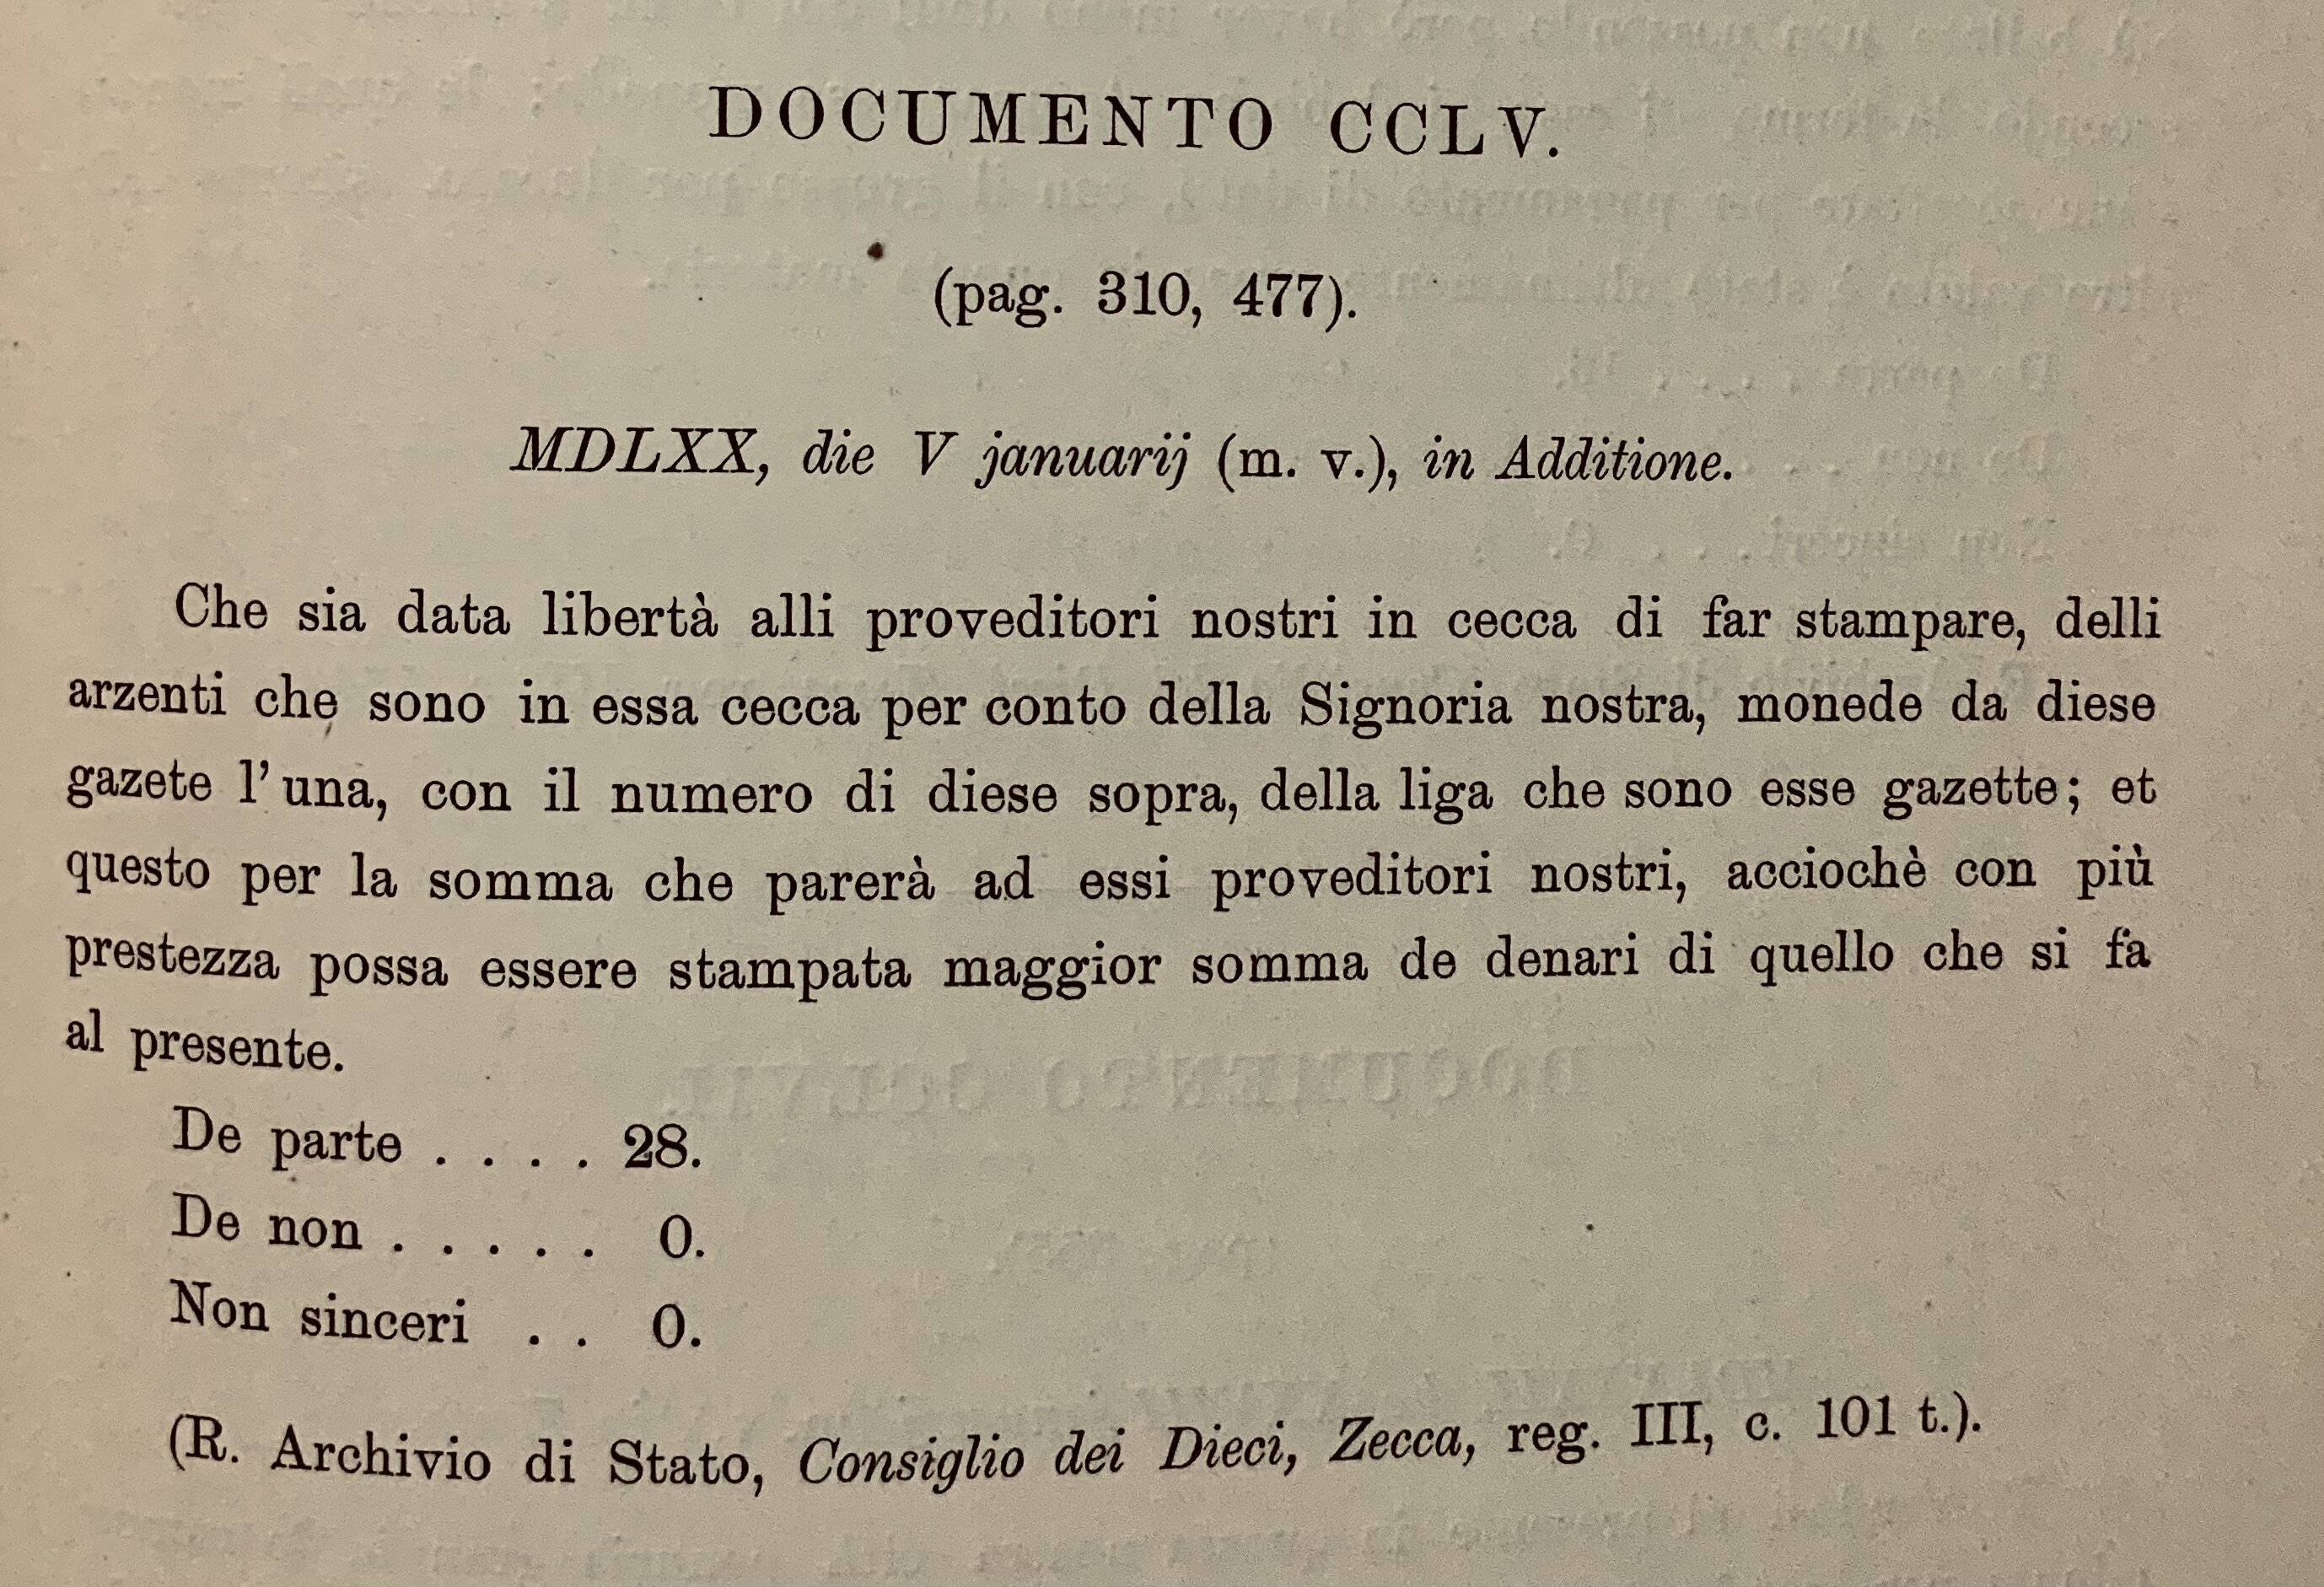 DOCUMENTO CCLV.
(pag. 310, 477).
MDLXX, die V januarij (m. v.), in Additione.
Che sia data libertà alli proveditori nostri in cecca di far stampare, delli
arzenti che sono in essa cecca per conto della Signoria nostra, monede da diese
gazete l'una, con il numero di diese sopra, della liga che sono esse gazette; et
questo per la somma che parerà ad essi proveditori nostri, acciochè con più
prestezza possa essere stampata maggior somma de denari di quello che si fà
al presente.
De parte . . . . 28.
De non . . . . . 0.
Non sinceri . . 0.
(R. Archivio di Stato, Consiglio dei Dieci, Zecca, reg. III, c. 101 t.).